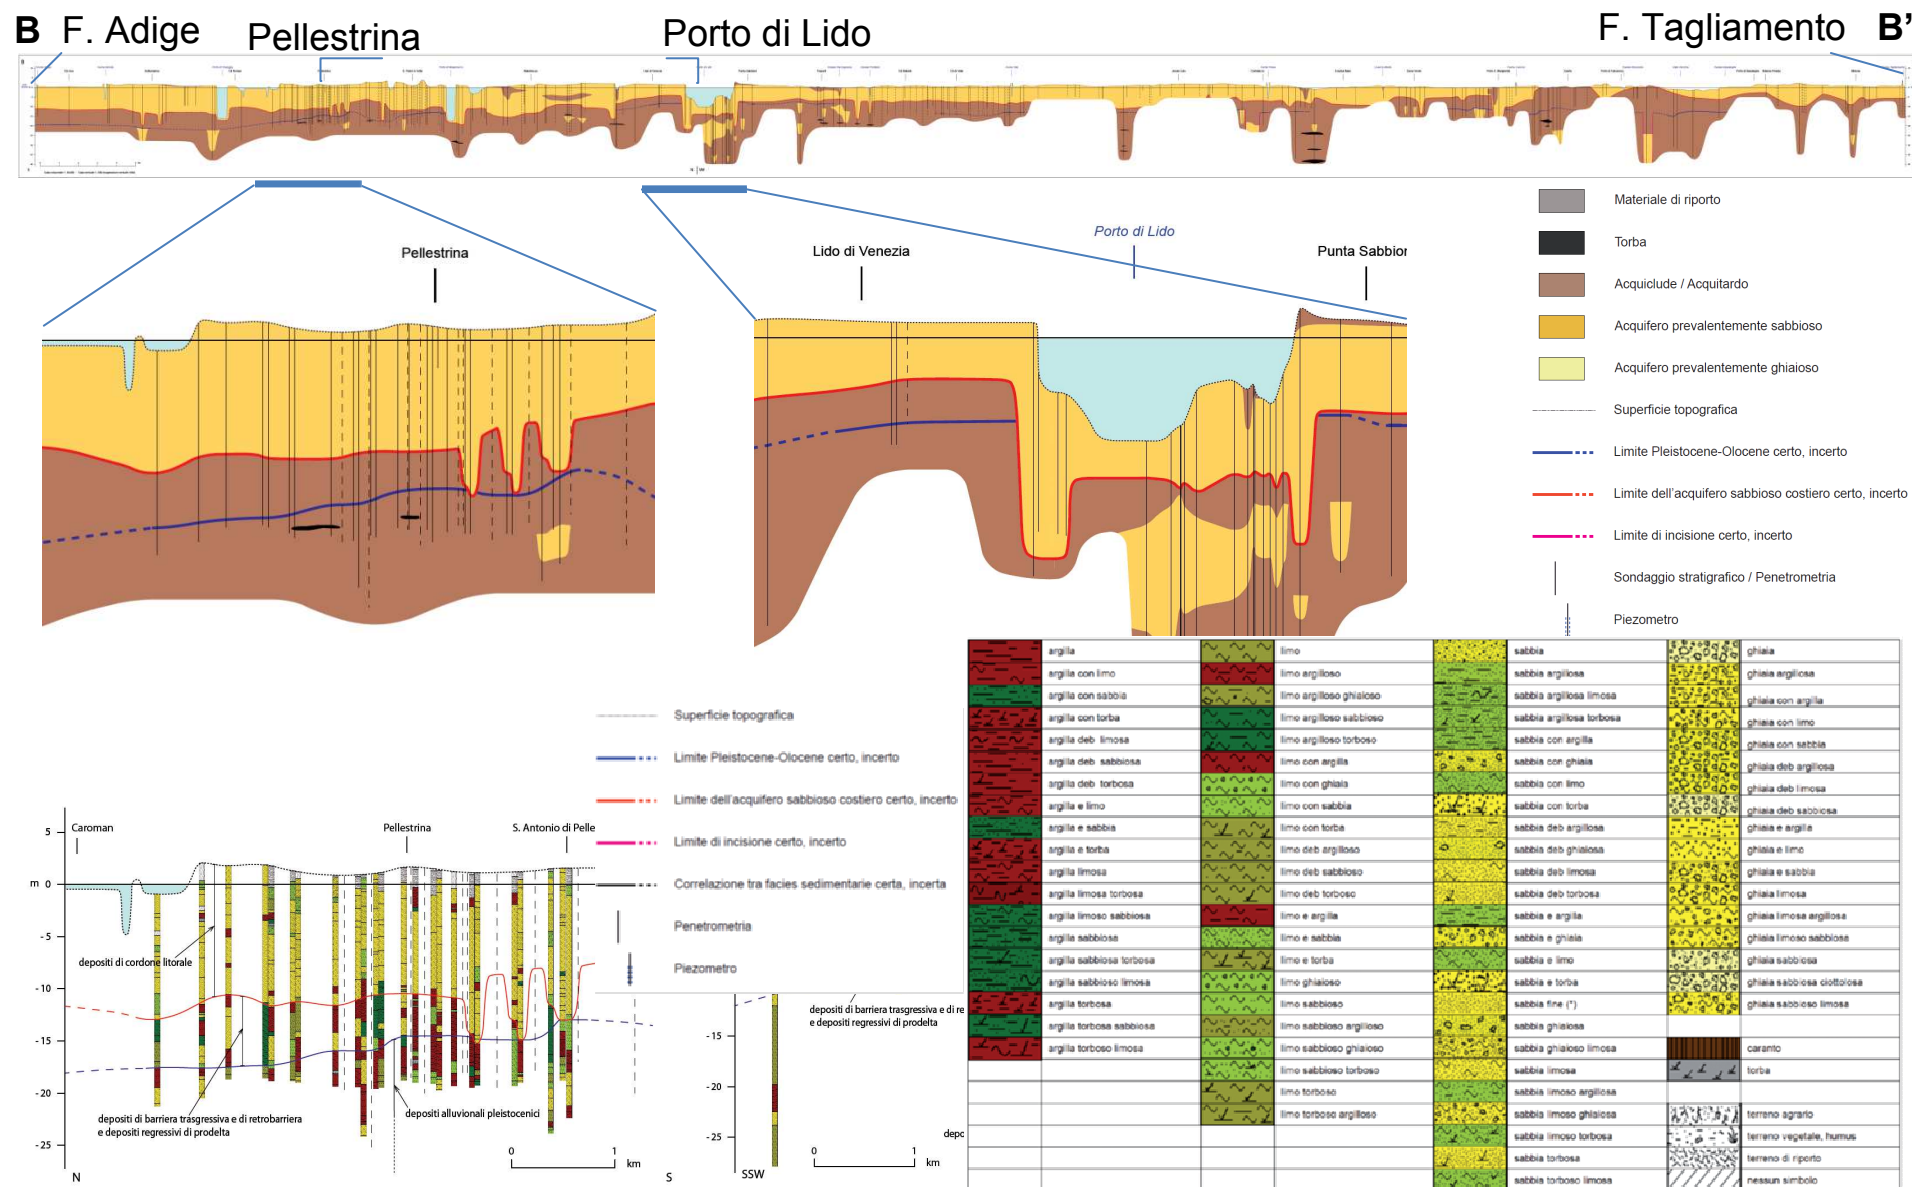 B F. Adige
Pellestrina
Porto di Lido
F. Tagliamento B'
Pellestrina
Lido di Venezia
Porto di Lido
Punta Sabbior
Materiale di riporto
Torba
Acquiclude / Acquitardo
Acquifero prevalentemente sabbioso
Acquifero prevalentemente ghiaioso
Superficie topografica
Limite Pleistocene-Olocene certo, incerto
Limite dell'acquifero sabbioso costiero certo, incerto
Limite di incisione certo, incerto
Sondaggio stratigrafico / Penetrometria
Piezometro
Superficie topografica
Limite Pleistocene-Olocene certo, incerto
Limite dell'acquifero sabbioso costiero certo, incerto
Limite di incisione certo, incerto
Correlazione tra facies sedimentarie certa, incerta
Penetrometria
Piezometro
Caroman
Pellestrina
S. Antonio di Pelle
5
m 0
-5
-10
-15
-20
-25
depositi di cordone litorale
depositi di barriera trasgressiva e di retrobarriera
e depositi regressivi di prodelta
depositi alluvionali pleistocenici
0 1
km
N
S
-15
-20
-25
depositi di barriera trasgressiva e di re
e depositi regressivi di prodelta
depo
0 1
km
SSW
argilla
argilla con limo
argilla con sabbia
argilla con torba
argilla deb limosa
argilla deb sabbiosa
argilla deb torbosa
argilla e limo
argilla e sabbia
argilla e torba
argilla limosa
argilla limosa torbosa
argilla limoso sabbiosa
argilla sabbiosa
argilla sabbiosa torbosa
argilla sabbioso limosa
argilla torbosa
argilla torbosa sabbiosa
argilla torboso limosa
limo
limo argilloso
limo argilloso ghiaioso
limo argilloso sabbioso
limo argilloso torboso
limo con argilla
limo con ghiaia
limo con sabbia
limo con torba
limo deb argilloso
limo deb sabbioso
limo deb torboso
limo e argilla
limo e sabbia
limo e torba
limo ghiaioso
limo sabbioso
limo sabbioso argilloso
limo sabbioso ghiaioso
limo sabbioso torboso
limo torboso
limo torboso argilloso
sabbia
sabbia argillosa
sabbia argillosa limosa
sabbia argillosa torbosa
sabbia con argilla
sabbia con ghiaia
sabbia con limo
sabbia con torba
sabbia deb argillosa
sabbia deb ghiaiosa
sabbia deb limosa
sabbia deb torbosa
sabbia e argilla
sabbia e ghiaia
sabbia e limo
sabbia e torba
sabbia fine (*)
sabbia ghiaiosa
sabbia ghiaioso limosa
sabbia limosa
sabbia limoso argillosa
sabbia limoso ghiaiosa
sabbia limoso torbosa
sabbia torbosa
sabbia torboso limosa
ghiaia
ghiaia argillosa
ghiaia con argilla
ghiaia con limo
ghiaia con sabbia
ghiaia deb argillosa
ghiaia deb limosa
ghiaia deb sabbiosa
ghiaia e argilla
ghiaia e limo
ghiaia e sabbia
ghiaia limosa
ghiaia limosa argillosa
ghiaia limoso sabbiosa
ghiaia sabbiosa
ghiaia sabbiosa ciottolosa
ghiaia sabbioso limosa
caranto
torba
terreno agrario
terreno vegetale, humus
terreno di riporto
nessun simbolo